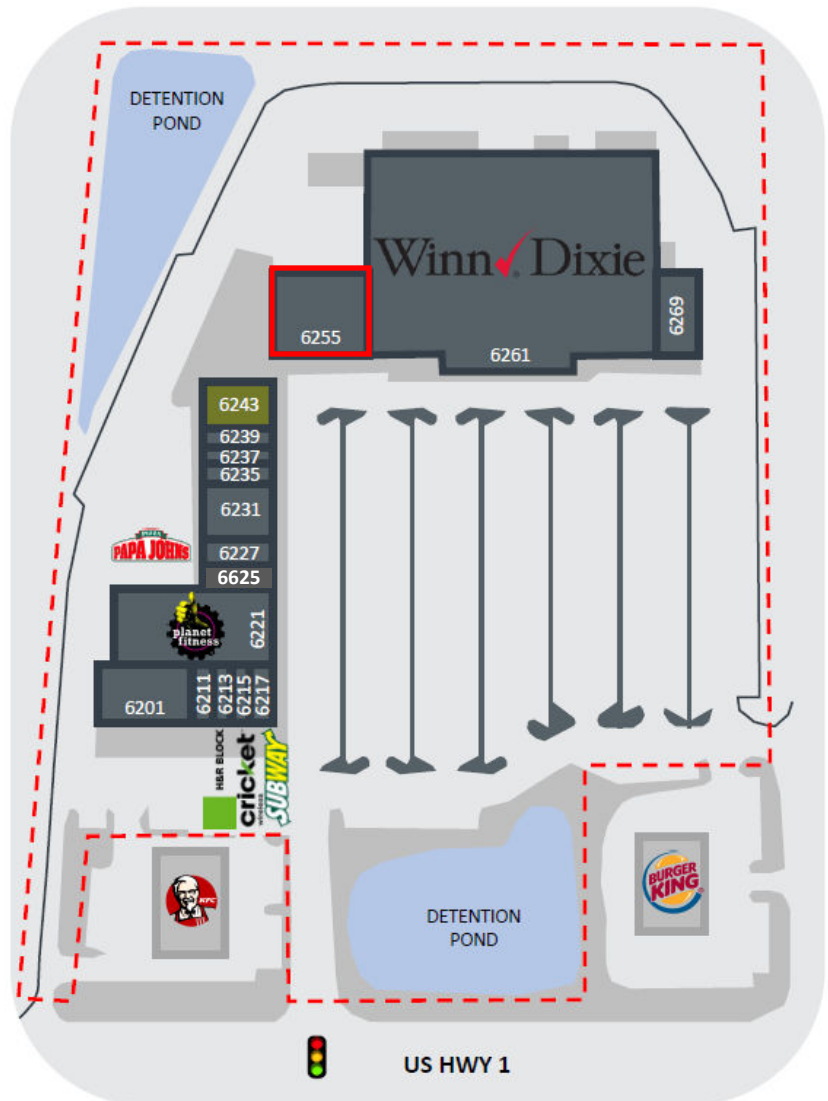 DETENTION
POND
Winn Dixie
6255
6261
6269
6243
6239
6237
6235
6231
PIZZA
PAPA JOHNS
6227
6625
planet
fitness
6221
6201
6211
6213
6215
6217
H&R BLOCK
cricket
wireless
SUBWAY
KFC
BURGER
KING
DETENTION
POND
US HWY 1